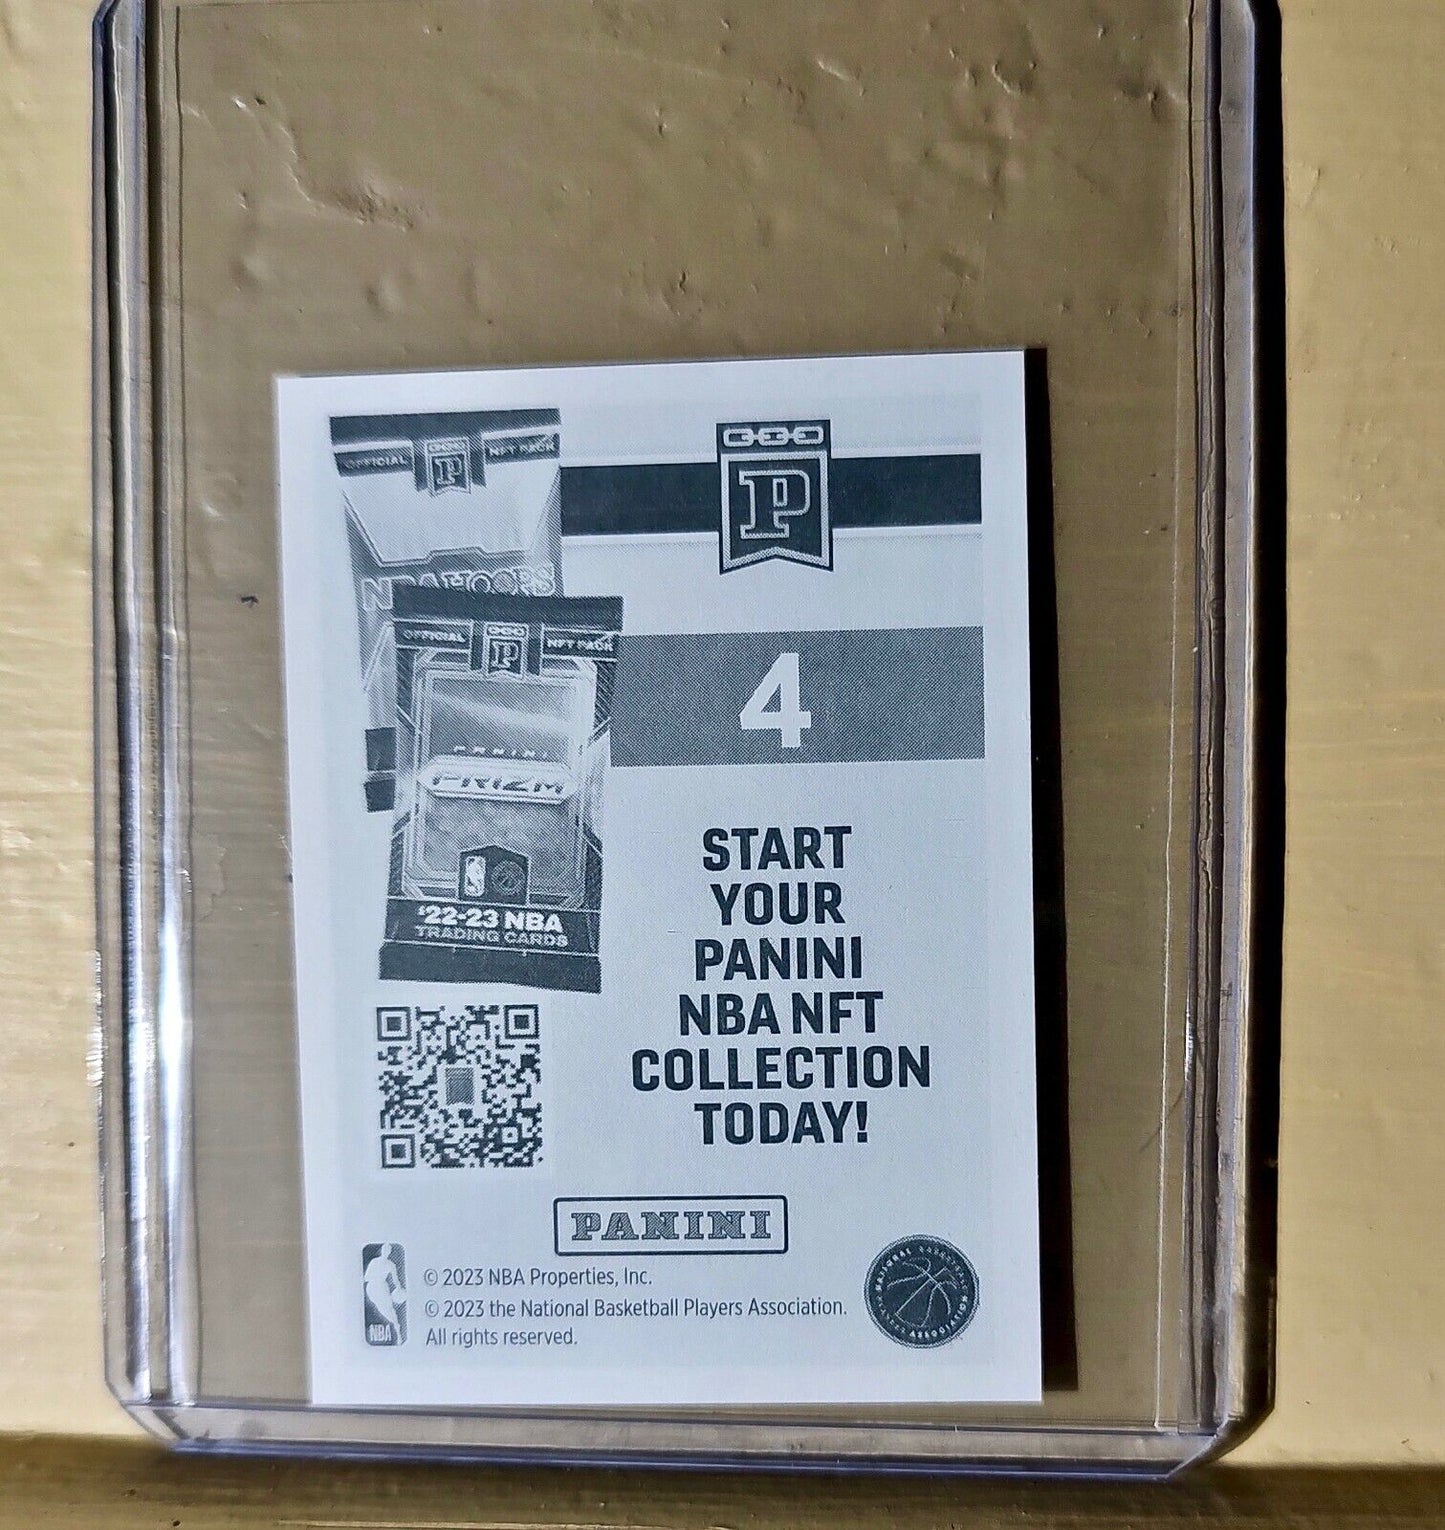 OFFICIAL
P
NFT PACK
NBA HOOPS
OFFICIAL
P
NFT PACK
PANINI
PRIZM
'22-23 NBA
TRADING CARDS
P
4
START
YOUR
PANINI
NBA NFT
COLLECTION
TODAY!
PANINI
NBA
© 2023 NBA Properties, Inc.
© 2023 the National Basketball Players Association.
All rights reserved.
NATIONAL BASKETBALL
PLAYERS ASSOCIATION